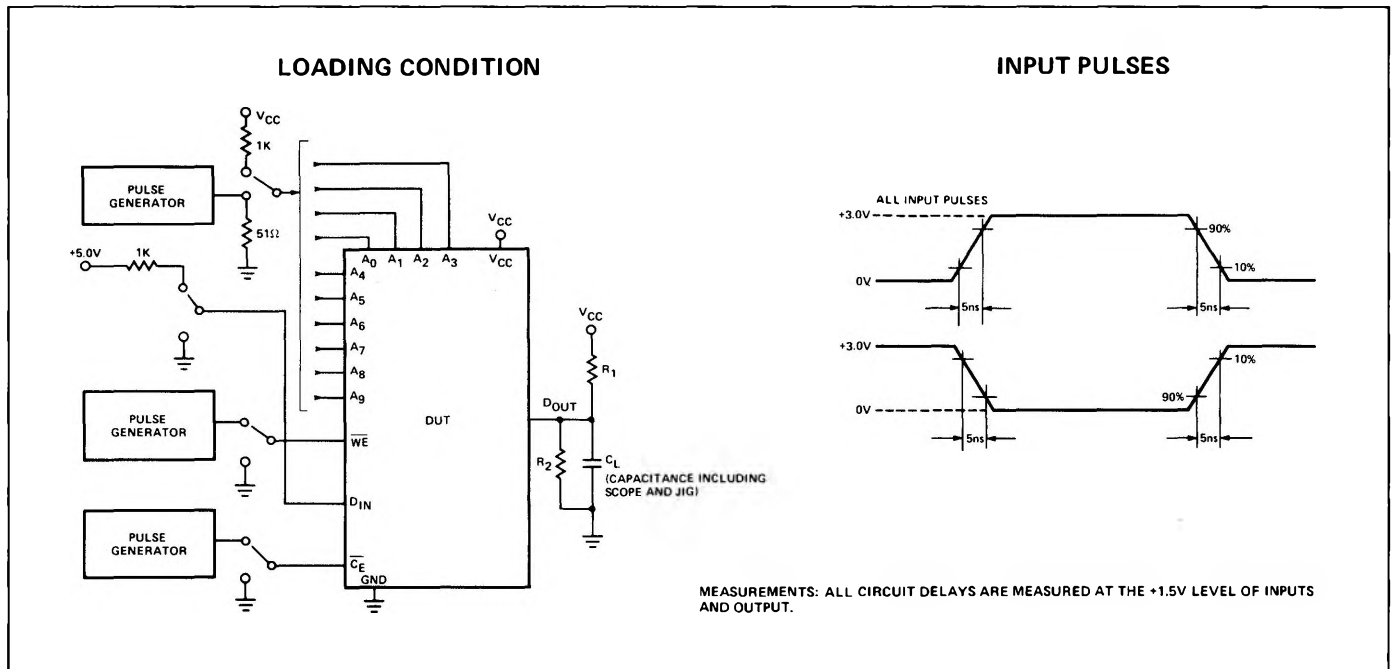 LOADING CONDITION
INPUT PULSES
VCC
1K
PULSE
GENERATOR
51Ω
+5.0V
1K
VCC
A0 A1 A2 A3 VCC
A4
A5
A6
A7
A8
A9
DUT
PULSE
GENERATOR
WE
DIN
PULSE
GENERATOR
CE
GND
VCC
R1
DOUT
R2
CL
(CAPACITANCE INCLUDING
SCOPE AND JIG)
ALL INPUT PULSES
+3.0V
90%
10%
0V
5ns
5ns
+3.0V
10%
90%
0V
5ns
5ns
MEASUREMENTS: ALL CIRCUIT DELAYS ARE MEASURED AT THE +1.5V LEVEL OF INPUTS
AND OUTPUT.